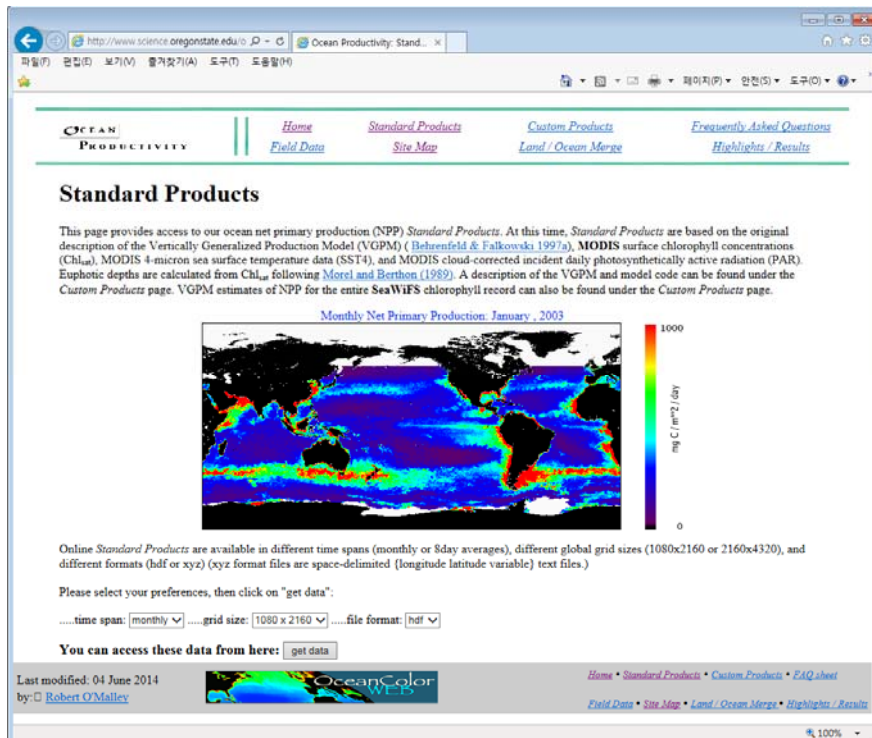 http://www.science.oregonstate.edu/o
Ocean Productivity: Stand...
파일(F) 편집(E) 보기(V) 즐겨찾기(A) 도구(T) 도움말(H)
페이지(P) 안전(S) 도구(O)
OCEAN
PRODUCTIVITY
Home Standard Products Custom Products Frequently Asked Questions
Field Data Site Map Land / Ocean Merge Highlights / Results
Standard Products
This page provides access to our ocean net primary production (NPP) Standard Products. At this time, Standard Products are based on the original
description of the Vertically Generalized Production Model (VGPM) ( Behrenfeld & Falkowski 1997a), MODIS surface chlorophyll concentrations
(Chlsat), MODIS 4-micron sea surface temperature data (SST4), and MODIS cloud-corrected incident daily photosynthetically active radiation (PAR).
Euphotic depths are calculated from Chlsat following Morel and Berthon (1989). A description of the VGPM and model code can be found under the
Custom Products page. VGPM estimates of NPP for the entire SeaWiFS chlorophyll record can also be found under the Custom Products page.
Monthly Net Primary Production: January , 2003
1000
mg C / m**2 / day
0
Online Standard Products are available in different time spans (monthly or 8day averages), different global grid sizes (1080x2160 or 2160x4320), and
different formats (hdf or xyz) (xyz format files are space-delimited {longitude latitude variable} text files.)
Please select your preferences, then click on "get data":
.....time span: monthly .....grid size: 1080 x 2160 .....file format: hdf
You can access these data from here: get data
Last modified: 04 June 2014
by: Robert O'Malley
OceanColor
WEB
Home • Standard Products • Custom Products • FAQ sheet
Field Data • Site Map • Land / Ocean Merge • Highlights / Results
100%